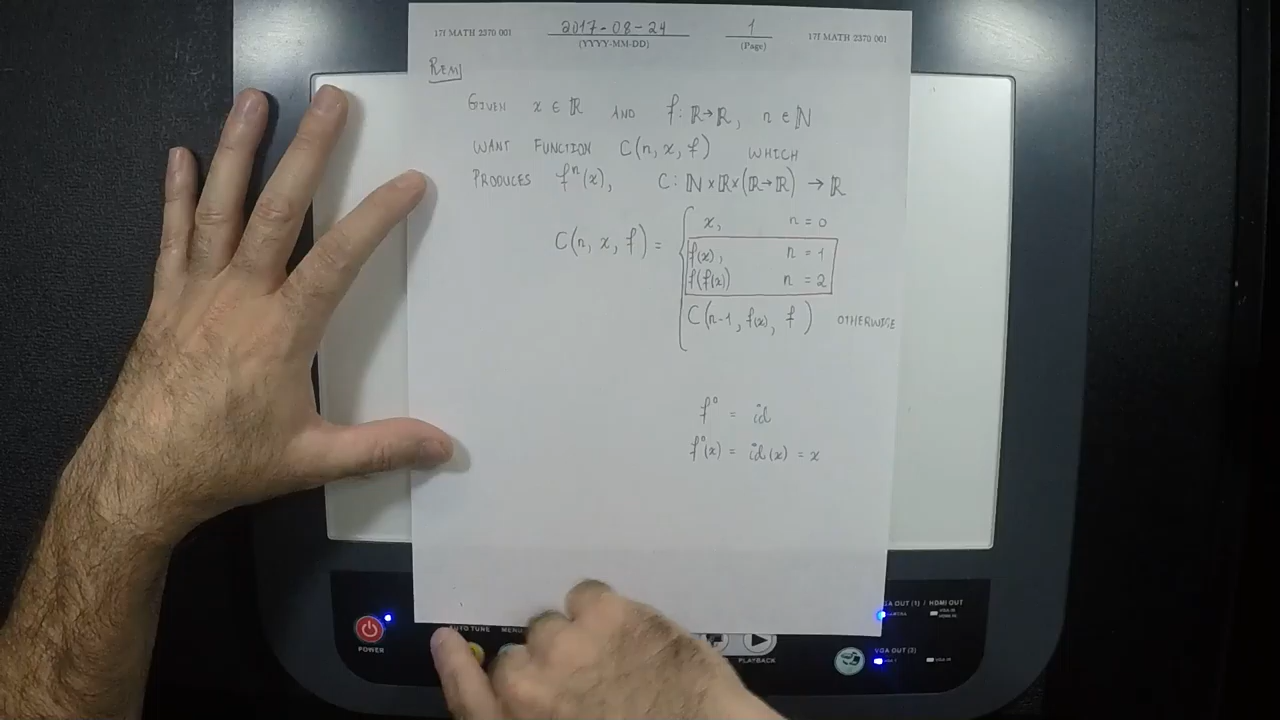 17F MATH 2370 001 2017-08-24 1 17F MATH 2370 001
(YYYY-MM-DD) (Page)
REM
GIVEN x ∈ ℝ AND f: ℝ→ℝ, n ∈ ℕ
WANT FUNCTION C(n, x, f) WHICH
PRODUCES fⁿ(x), C: ℕ×ℝ×(ℝ→ℝ) → ℝ
x, n = 0
C(n, x, f) = { f(x), n = 1
f(f(x)) n = 2
C(n-1, f(x), f) OTHERWISE
f⁰ = id
f⁰(x) = id(x) = x
AUTO TUNE MENU VGA OUT (1) / HDMI OUT
POWER PLAYBACK VGA OUT (2)